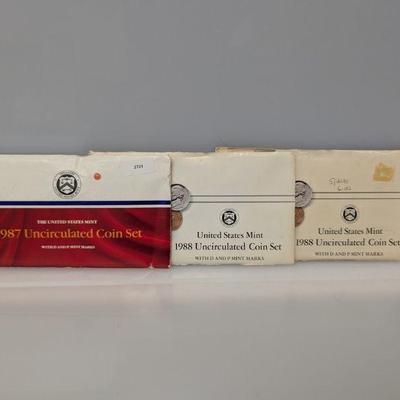 2723
THE UNITED STATES MINT
1987 Uncirculated Coin Set
WITH D AND P MINT MARKS
United States Mint
1988 Uncirculated Coin Set
WITH D AND P MINT MARKS
United States Mint
1988 Uncirculated Coin Set
WITH D AND P MINT MARKS